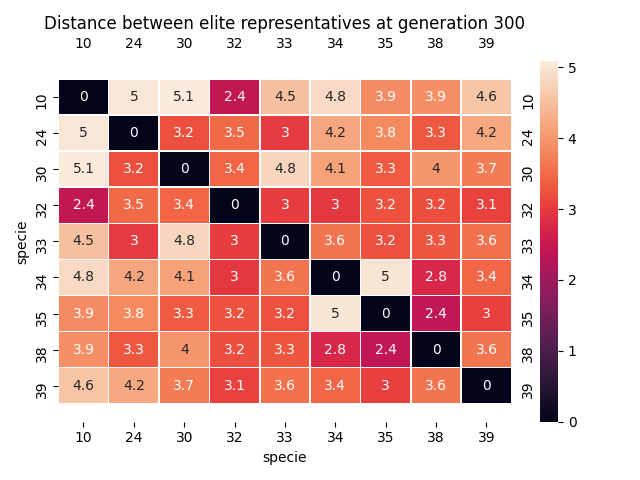 Distance between elite representatives at generation 300
10 24 30 32 33 34 35 38 39
10 0 5 5.1 2.4 4.5 4.8 3.9 3.9 4.6 10
24 5 0 3.2 3.5 3 4.2 3.8 3.3 4.2 24
30 5.1 3.2 0 3.4 4.8 4.1 3.3 4 3.7 30
32 2.4 3.5 3.4 0 3 3 3.2 3.2 3.1 32
33 4.5 3 4.8 3 0 3.6 3.2 3.3 3.6 33
34 4.8 4.2 4.1 3 3.6 0 5 2.8 3.4 34
35 3.9 3.8 3.3 3.2 3.2 5 0 2.4 3 35
38 3.9 3.3 4 3.2 3.3 2.8 2.4 0 3.6 38
39 4.6 4.2 3.7 3.1 3.6 3.4 3 3.6 0 39
10 24 30 32 33 34 35 38 39
specie
specie
5
4
3
2
1
0